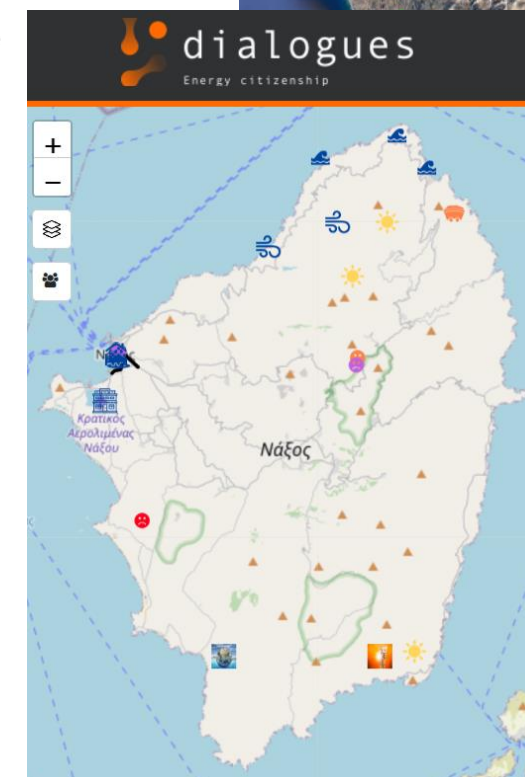 dialogues
Energy citizenship
+
−
Κρατικός
Αερολιμένας
Νάξου
Νάξος